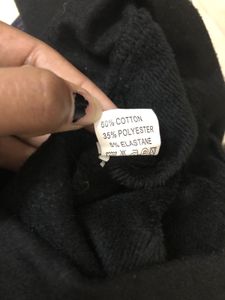 60% COTTON
35% POLYESTER
5% ELASTANE